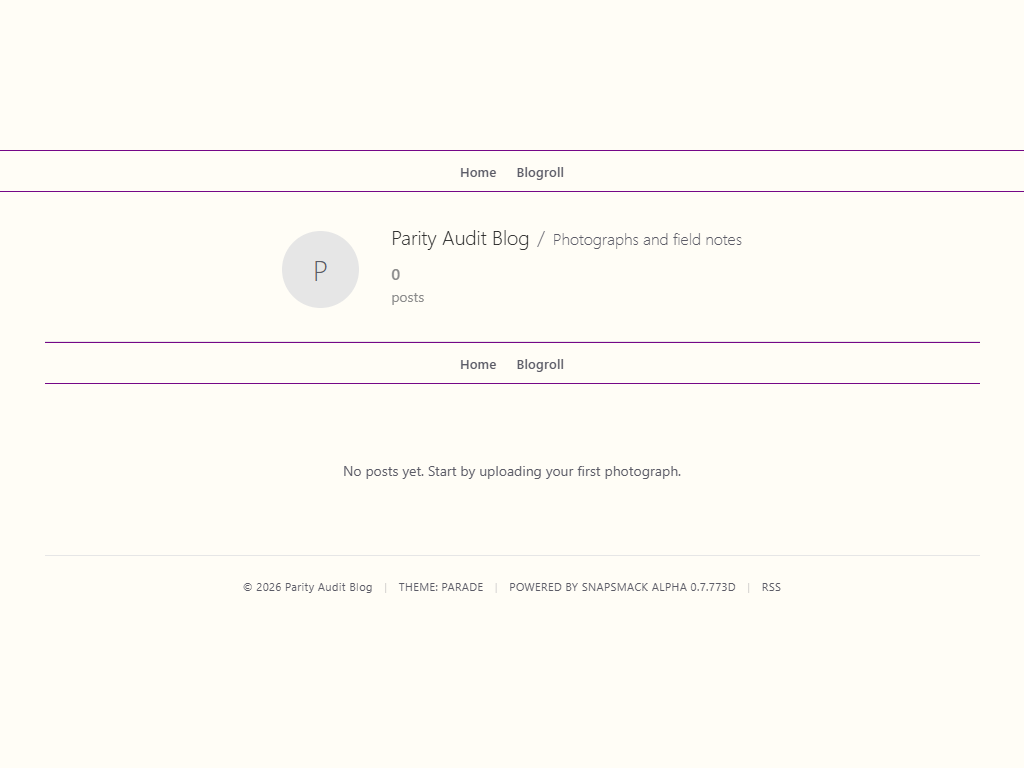 Home Blogroll
P
Parity Audit Blog / Photographs and field notes
0
posts
Home Blogroll
No posts yet. Start by uploading your first photograph.
© 2026 Parity Audit Blog | THEME: PARADE | POWERED BY SNAPSMACK ALPHA 0.7.773D | RSS